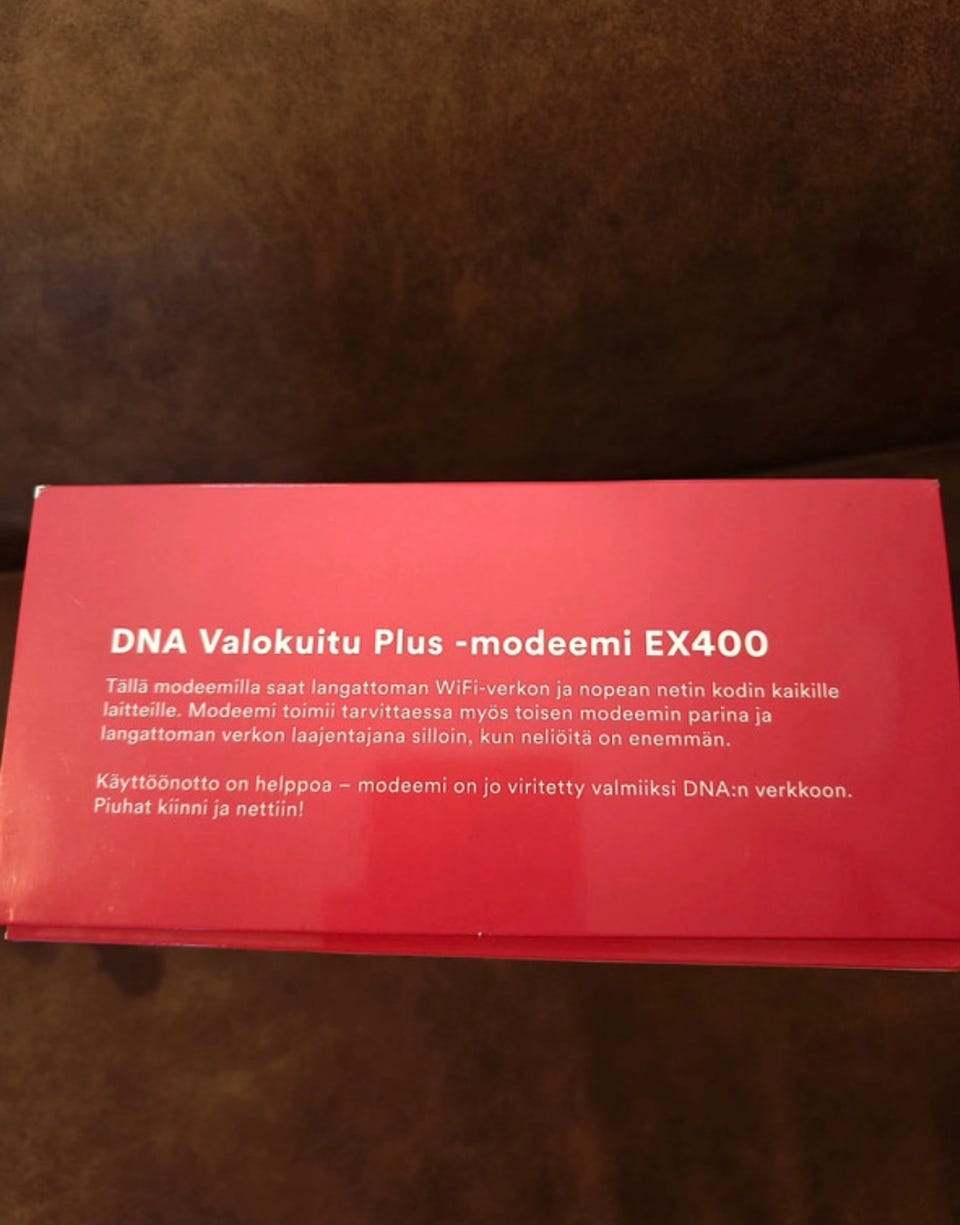 DNA Valokuitu Plus -modeemi EX400
Tällä modeemilla saat langattoman WiFi-verkon ja nopean netin kodin kaikille
laitteille. Modeemi toimii tarvittaessa myös toisen modeemin parina ja
langattoman verkon laajentajana silloin, kun neliöitä on enemmän.
Käyttöönotto on helppoa – modeemi on jo viritetty valmiiksi DNA:n verkkoon.
Piuhat kiinni ja nettiin!